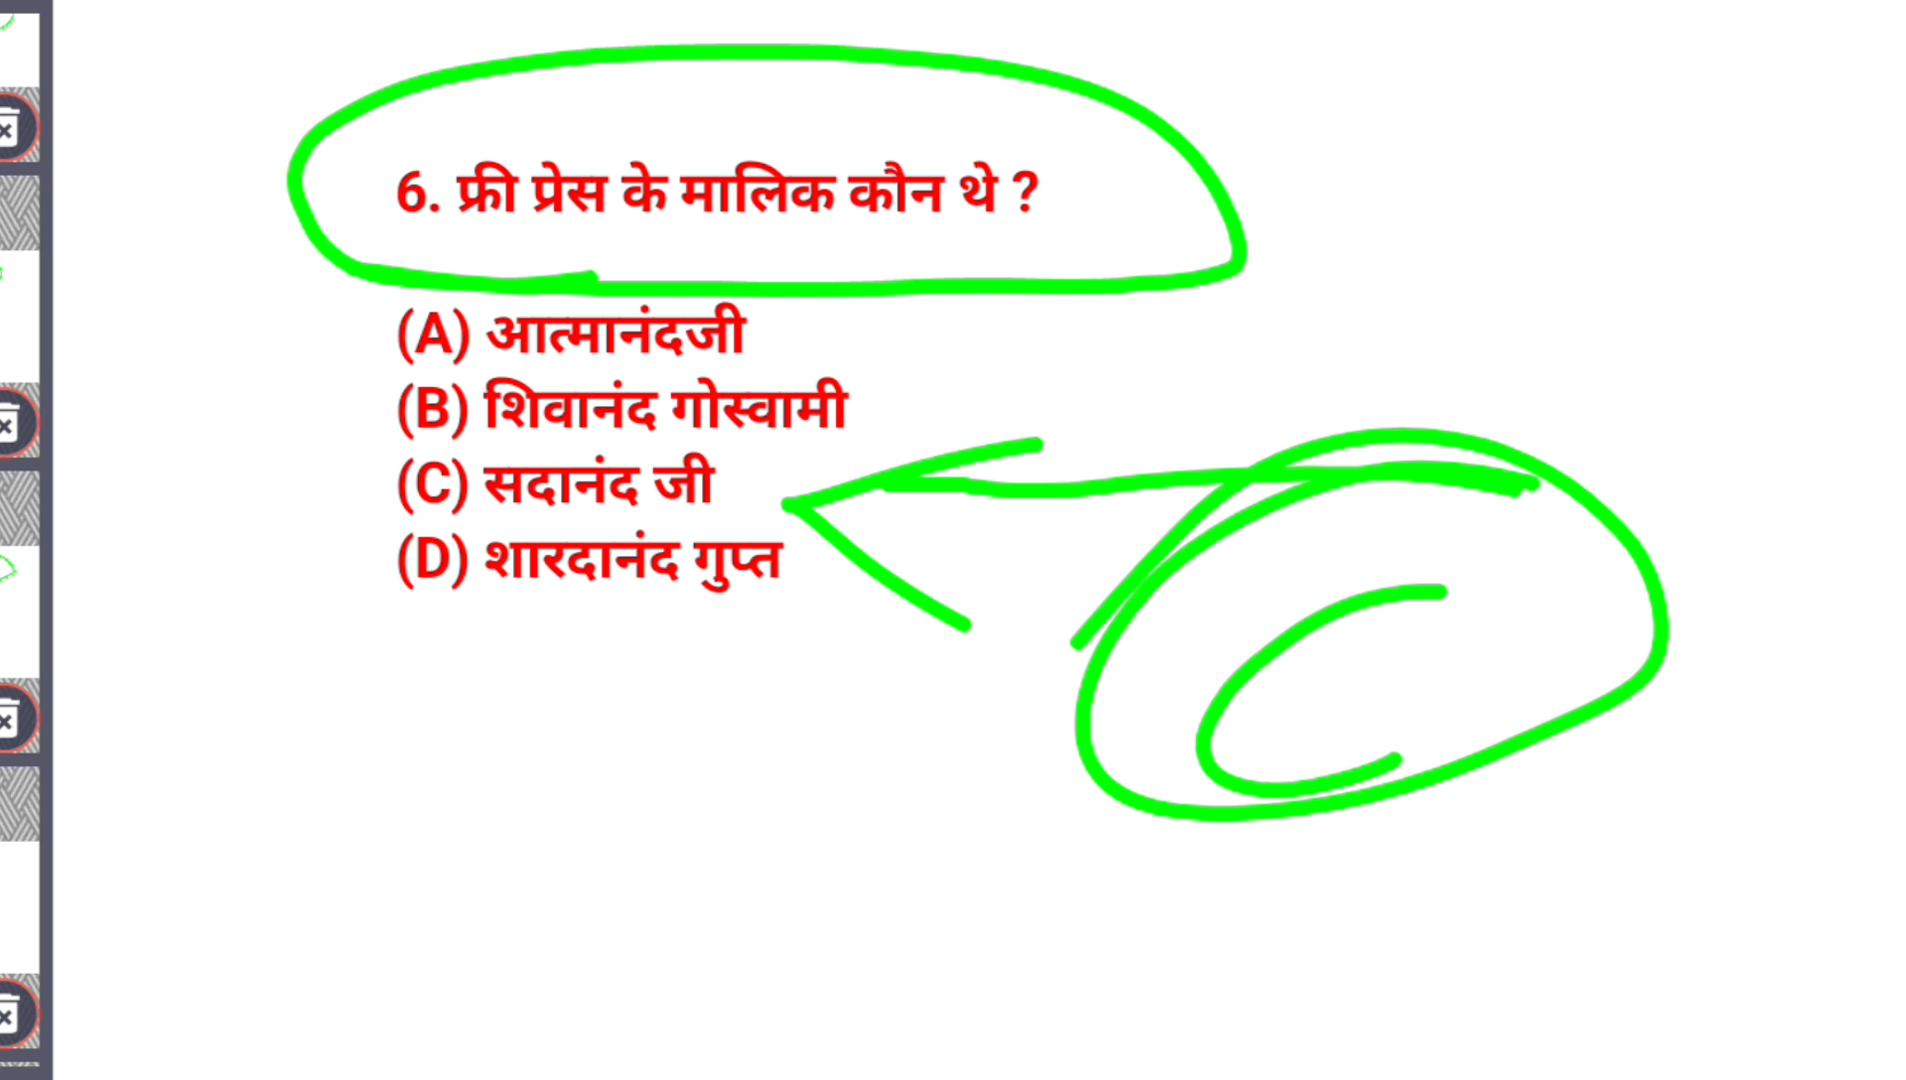 6. फ्री प्रेस के मालिक कौन थे ?
(A) आत्मानंदजी
(B) शिवानंद गोस्वामी
(C) सदानंद जी
(D) शारदानंद गुप्त
C